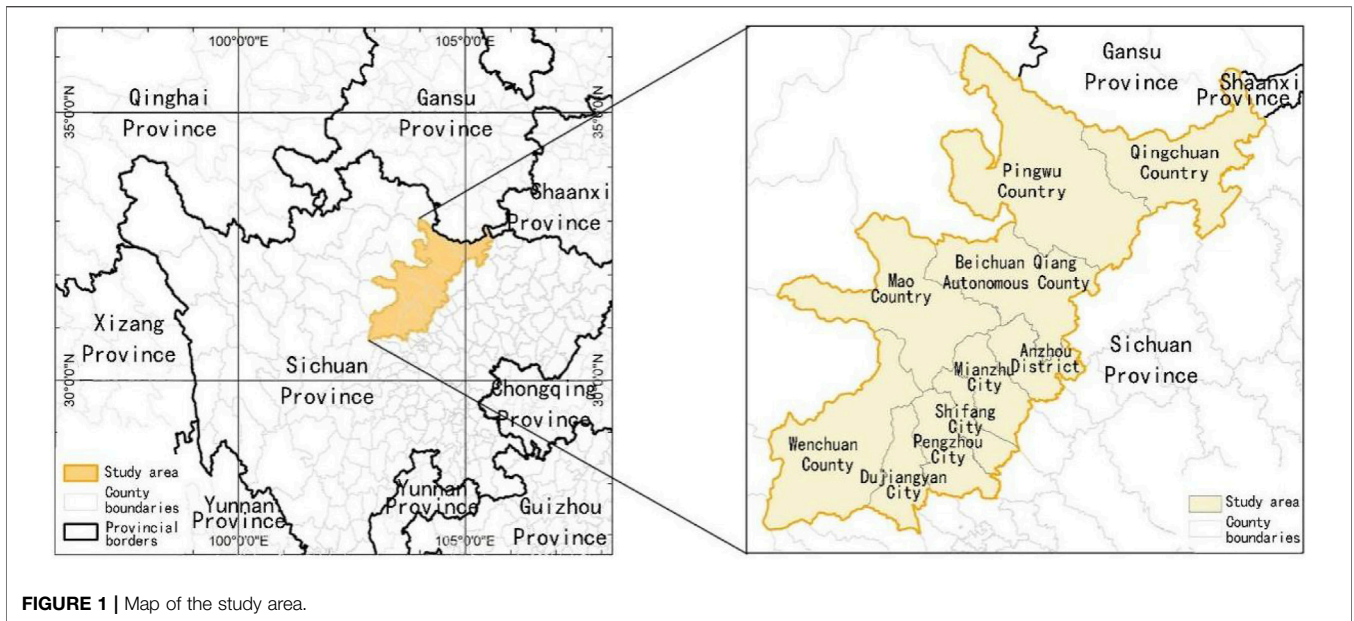 100°0'0"E
105°0'0"E
Qinghai
Province
Gansu
Province
35°0'0"N
35°0'0"N
Shaanxi
Province
Xizang
Province
Sichuan
Province
30°0'0"N
30°0'0"N
Chongqing
Province
Yunnan
Province
Yunnan
Province
Guizhou
Province
Study area
County
boundaries
Provincial
borders
100°0'0"E
105°0'0"E
Gansu
Province
Shaanxi
Province
Qingchuan
Country
Pingwu
Country
Beichuan Qiang
Autonomous County
Mao
Country
Sichuan
Province
Anzhou
District
Mianzhu
City
Shifang
City
Pengzhou
City
Wenchuan
County
Dujiangyan
City
Study area
County
boundaries
FIGURE 1 | Map of the study area.